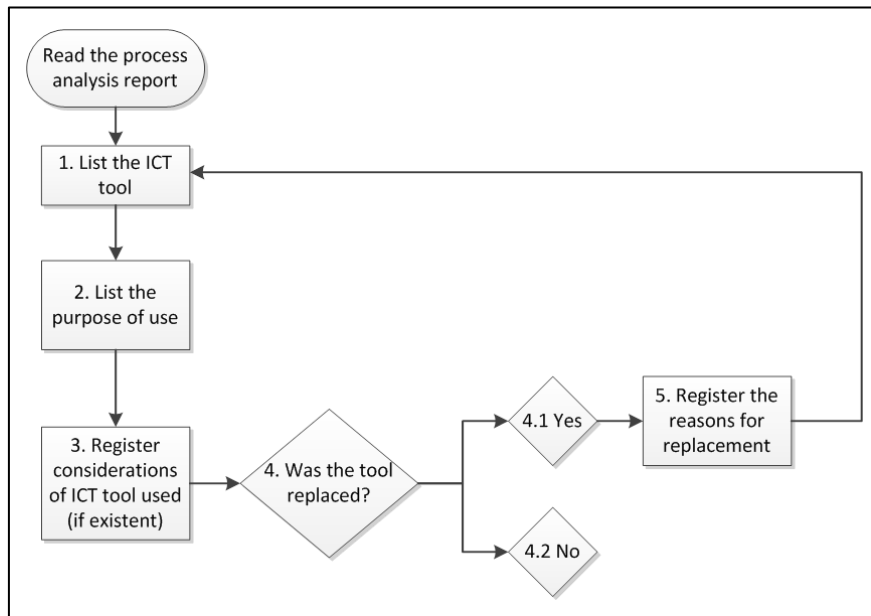 Read the process
analysis report
1. List the ICT
tool
2. List the
purpose of use
3. Register
considerations
of ICT tool used
(if existent)
4. Was the tool
replaced?
4.1 Yes
5. Register the
reasons for
replacement
4.2 No